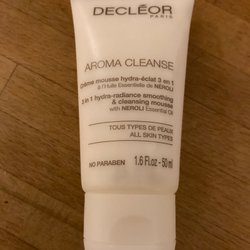 DECLÉOR
PARIS
AROMA CLEANSE
Crème mousse hydra-éclat 3 en 1
à l'Huile Essentielle de NÉROLI
3 in 1 hydra-radiance smoothing
& cleansing mousse
with NEROLI Essential Oil
TOUS TYPES DE PEAUX
ALL SKIN TYPES
NO PARABEN
1.6 Fl.oz - 50 ml